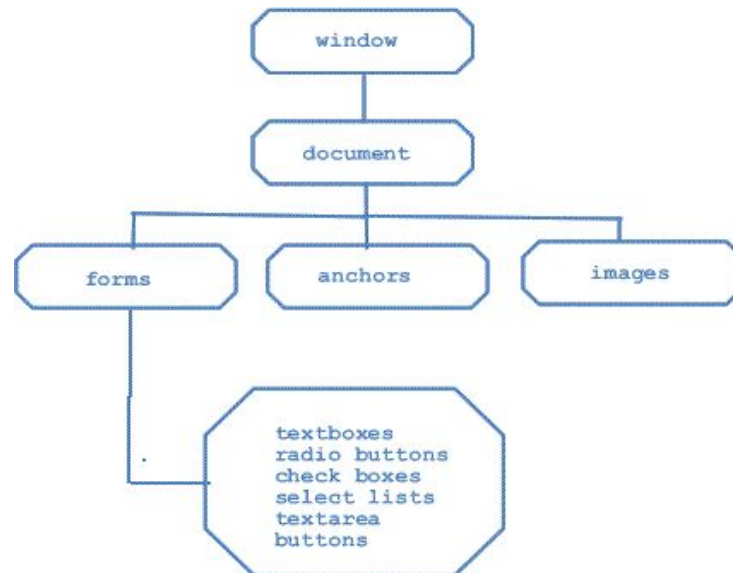 window
document
forms
anchors
images
textboxes
radio buttons
check boxes
select lists
textarea
buttons